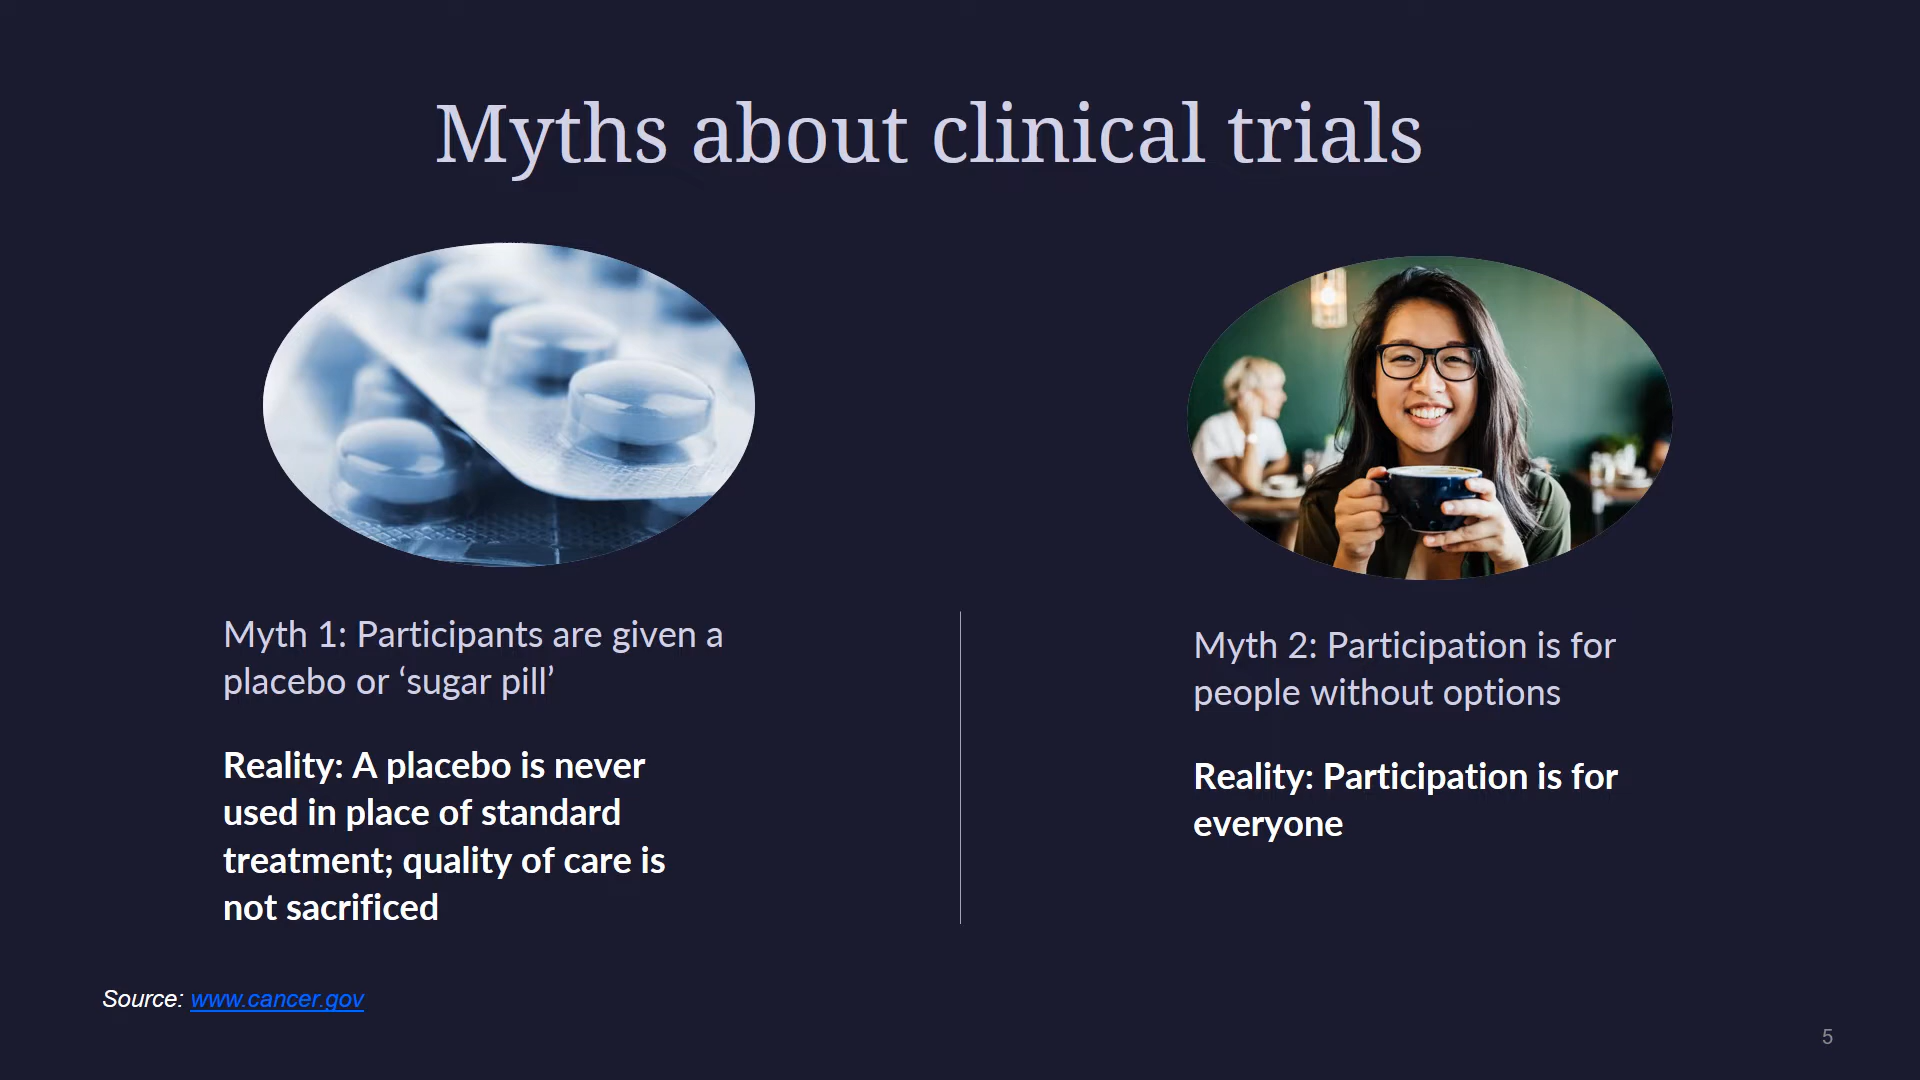 Myths about clinical trials
Myth 1: Participants are given a
placebo or ‘sugar pill’
Reality: A placebo is never
used in place of standard
treatment; quality of care is
not sacrificed
Myth 2: Participation is for
people without options
Reality: Participation is for
everyone
Source: www.cancer.gov
5